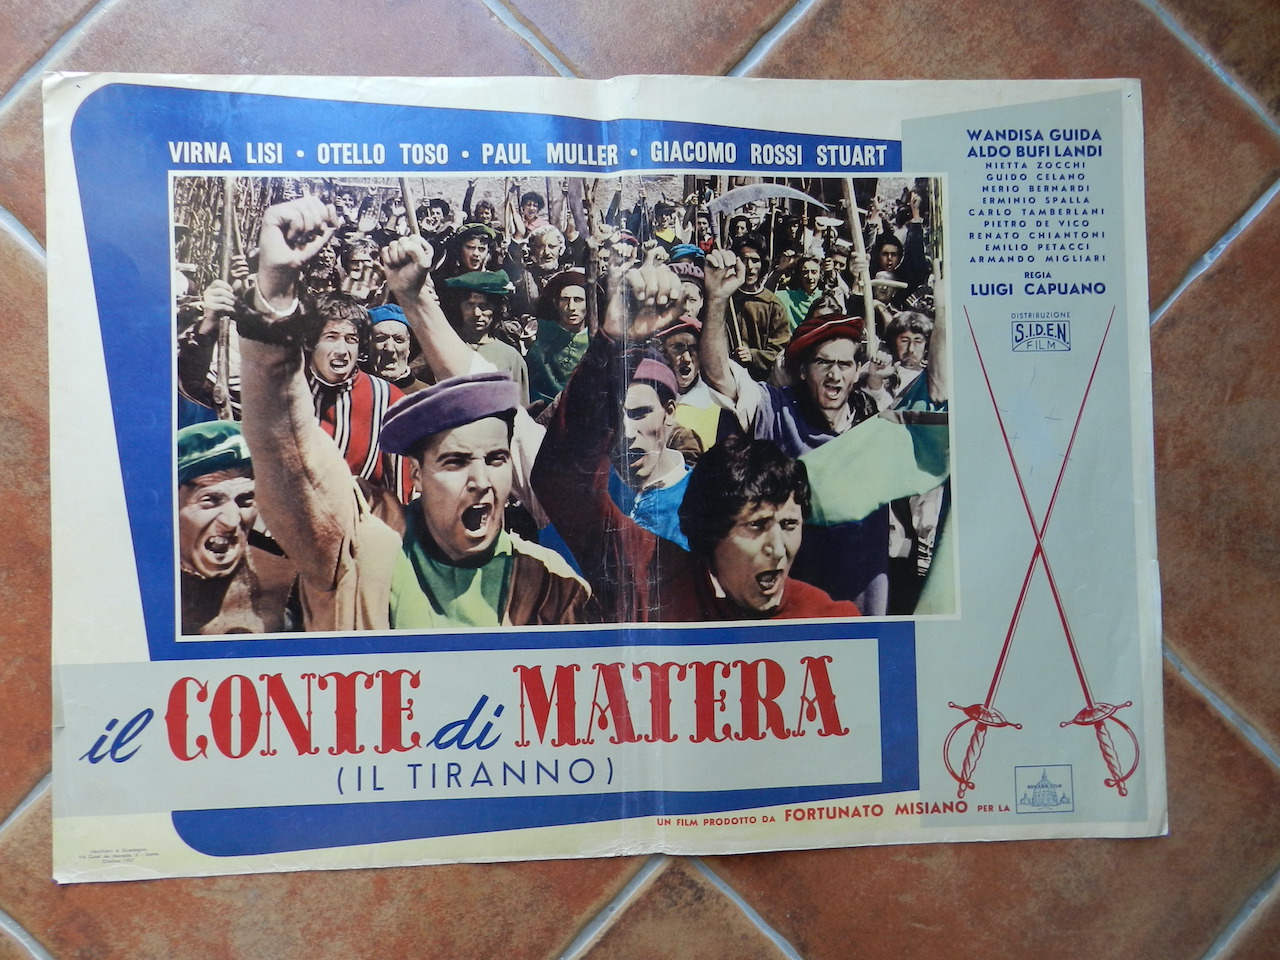 VIRNA LISI • OTELLO TOSO • PAUL MULLER • GIACOMO ROSSI STUART
WANDISA GUIDA
ALDO BUFI LANDI
NIETTA ZOCCHI
GUIDO CELANO
NERIO BERNARDI
ERMINIO SPALLA
CARLO TAMBERLANI
PIETRO DE VICO
RENATO CHIANTONI
EMILIO PETACCI
ARMANDO MIGLIARI
REGIA
LUIGI CAPUANO
DISTRIBUZIONE
S.I.D.E.N.
FILM
il CONTE di MATERA
(IL TIRANNO)
UN FILM PRODOTTO DA FORTUNATO MISIANO PER LA
ROMANA FILM